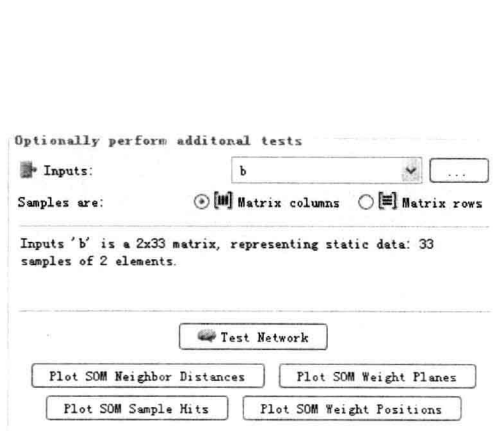 Optionally perform additonal tests
Inputs: b ...
Samples are: Matrix columns Matrix rows
Inputs 'b' is a 2x33 matrix, representing static data: 33
samples of 2 elements.
Test Network
Plot SOM Neighbor Distances Plot SOM Weight Planes
Plot SOM Sample Hits Plot SOM Weight Positions